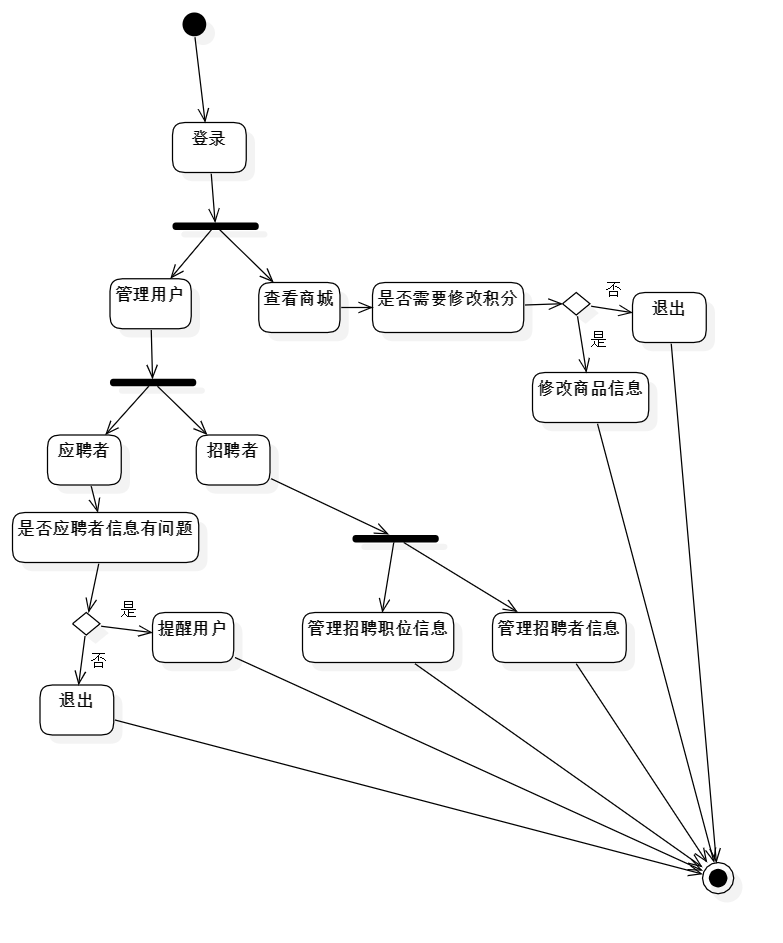 登录
管理用户
查看商城
是否需要修改积分
否
退出
是
修改商品信息
应聘者
招聘者
是否应聘者信息有问题
是
提醒用户
管理招聘职位信息
管理招聘者信息
否
退出